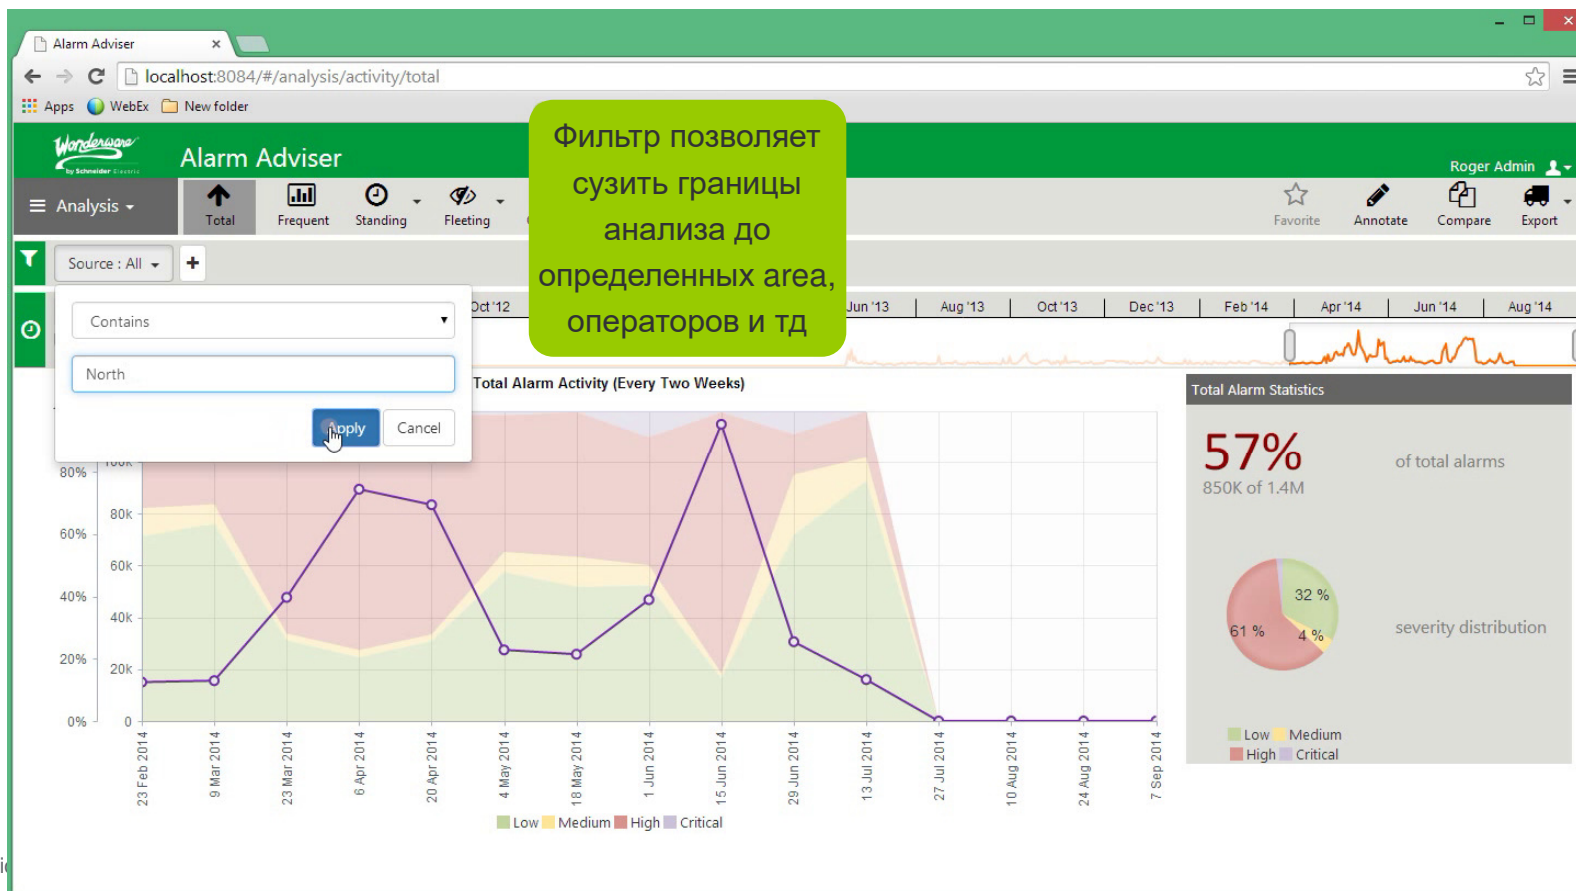 Alarm Adviser
localhost:8084/#/analysis/activity/total
Apps WebEx New folder
Wonderware
by Schneider Electric
Alarm Adviser
Roger Admin
Analysis
Total Frequent Standing Fleeting
Favorite Annotate Compare Export
Фильтр позволяет
сузить границы
анализа до
определенных area,
операторов и тд
Source : All
Contains
North
Apply Cancel
Oct '12 Jun '13 Aug '13 Oct '13 Dec '13 Feb '14 Apr '14 Jun '14 Aug '14
Total Alarm Activity (Every Two Weeks)
100k
80% 80k
60%
60k
40%
40k
20%
20k
0% 0
23 Feb 2014
9 Mar 2014
23 Mar 2014
6 Apr 2014
20 Apr 2014
4 May 2014
18 May 2014
1 Jun 2014
15 Jun 2014
29 Jun 2014
13 Jul 2014
27 Jul 2014
10 Aug 2014
24 Aug 2014
7 Sep 2014
Low Medium High Critical
Total Alarm Statistics
57%
of total alarms
850K of 1.4M
32 %
61 %
4 %
severity distribution
Low Medium
High Critical